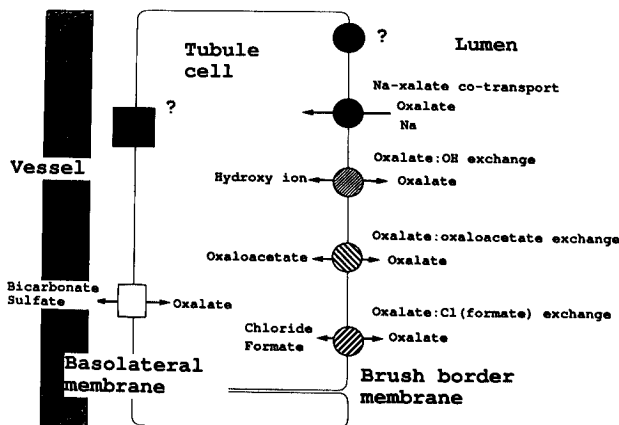 Tubule
cell
?
Lumen
Na-xalate co-transport
Oxalate
Na
?
Vessel
Oxalate:OH exchange
Hydroxy ion
Oxalate
Oxalate:oxaloacetate exchange
Oxaloacetate
Oxalate
Bicarbonate
Sulfate
Oxalate
Oxalate:Cl(formate) exchange
Chloride
Formate
Oxalate
Basolateral
membrane
Brush border
membrane